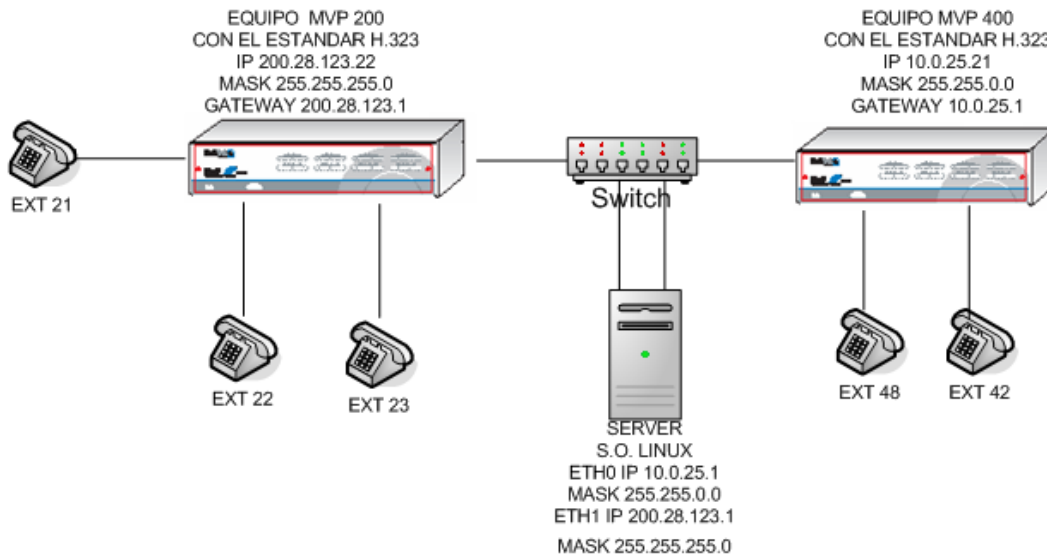 EQUIPO MVP 200
CON EL ESTANDAR H.323
IP 200.28.123.22
MASK 255.255.255.0
GATEWAY 200.28.123.1
EQUIPO MVP 400
CON EL ESTANDAR H.323
IP 10.0.25.21
MASK 255.255.0.0
GATEWAY 10.0.25.1
EXT 21
Switch
EXT 22
EXT 23
EXT 48
EXT 42
SERVER
S.O. LINUX
ETH0 IP 10.0.25.1
MASK 255.255.0.0
ETH1 IP 200.28.123.1
MASK 255.255.255.0